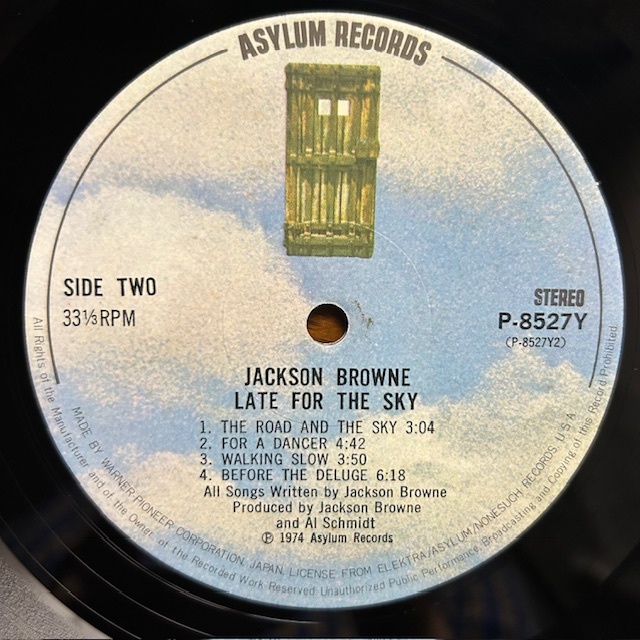 ASYLUM RECORDS
SIDE TWO
33⅓RPM
STEREO
P-8527Y
(P-8527Y2)
JACKSON BROWNE
LATE FOR THE SKY
1. THE ROAD AND THE SKY 3:04
2. FOR A DANCER 4:42
3. WALKING SLOW 3:50
4. BEFORE THE DELUGE 6:18
All Songs Written by Jackson Browne
Produced by Jackson Browne
and Al Schmidt
Ⓟ 1974 Asylum Records
MADE BY WARNER-PIONEER CORPORATION, JAPAN, LICENSE FROM ELEKTRA/ASYLUM/NONESUCH RECORDS, U.S.A.
All Rights of the Manufacturer and of the Owner of the Recorded Work Reserved Unauthorized Public Performance, Broadcasting and Copying of this Record Prohibited.